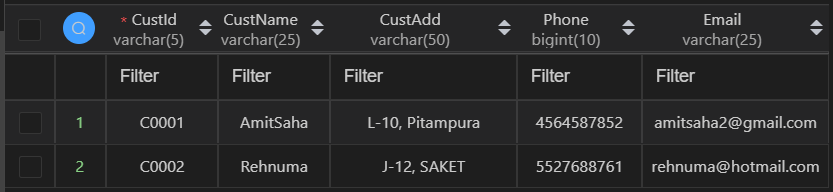 * CustId CustName CustAdd Phone Email
varchar(5) varchar(25) varchar(50) bigint(10) varchar(25)
Filter Filter Filter Filter Filter
1 C0001 AmitSaha L-10, Pitampura 4564587852 amitsaha2@gmail.com
2 C0002 Rehnuma J-12, SAKET 5527688761 rehnuma@hotmail.com